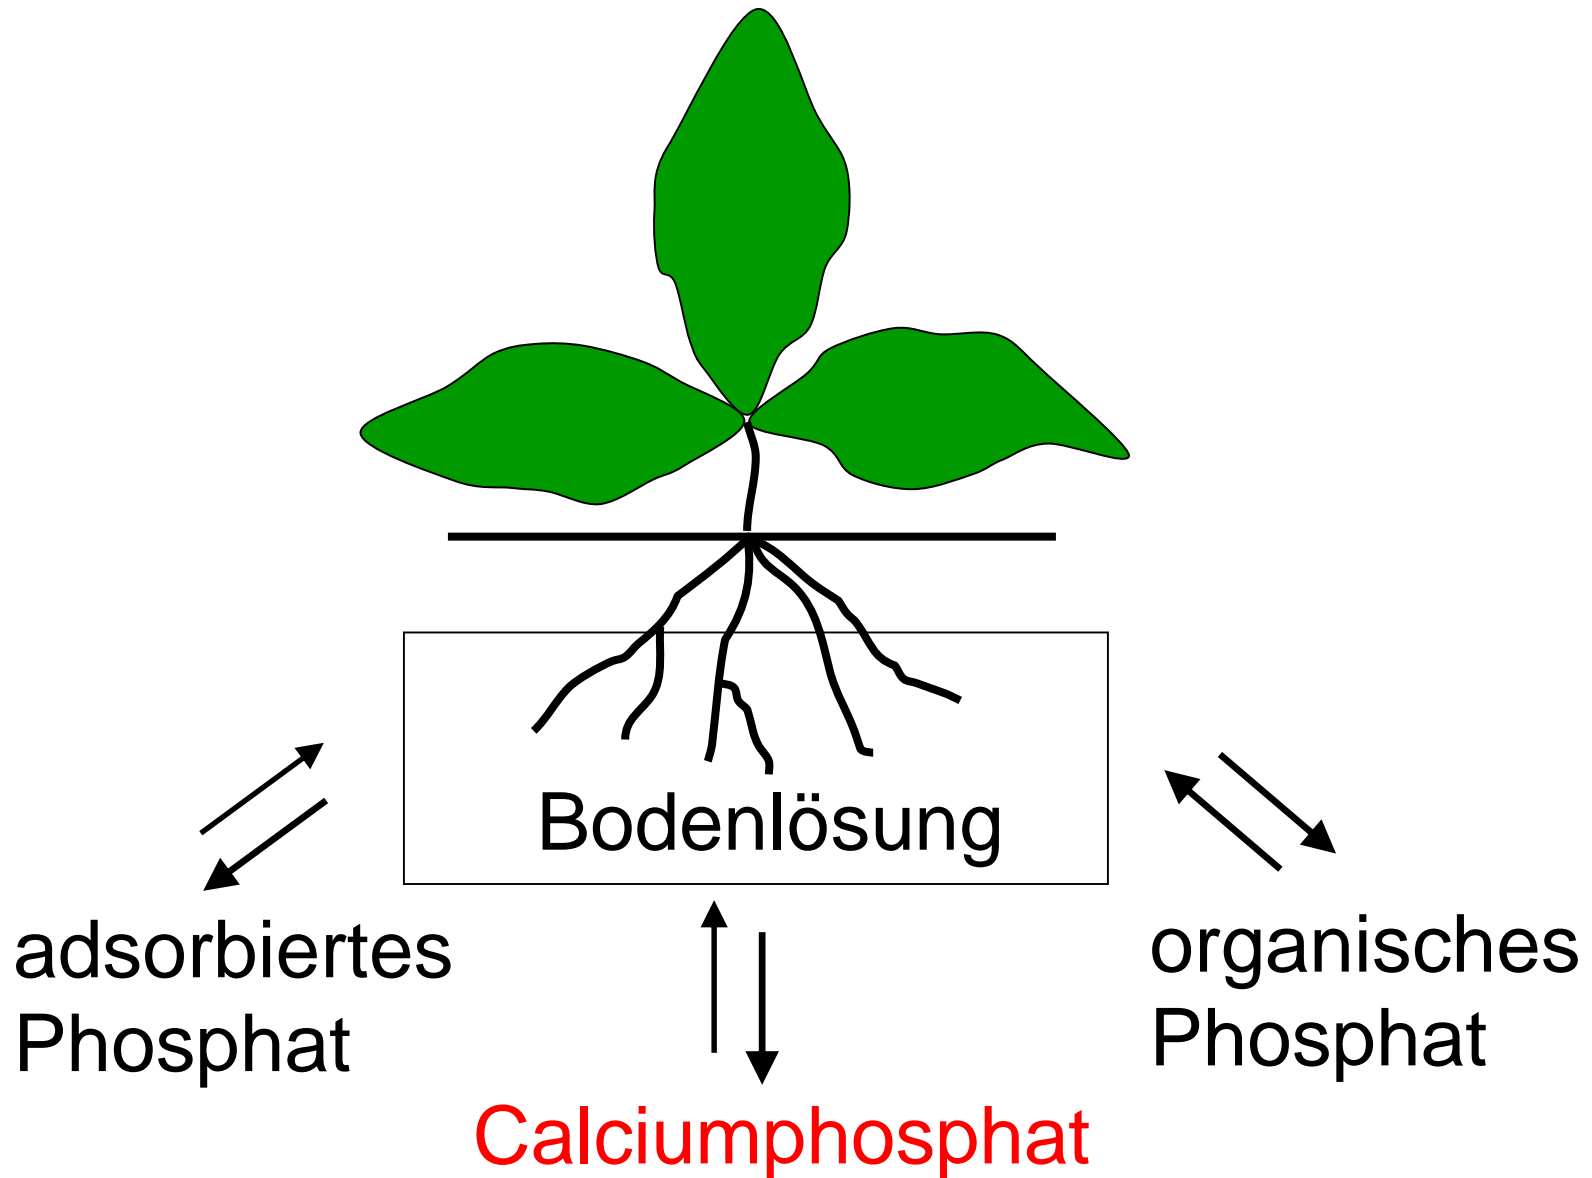 Bodenlösung
adsorbiertes
Phosphat
organisches
Phosphat
Calciumphosphat